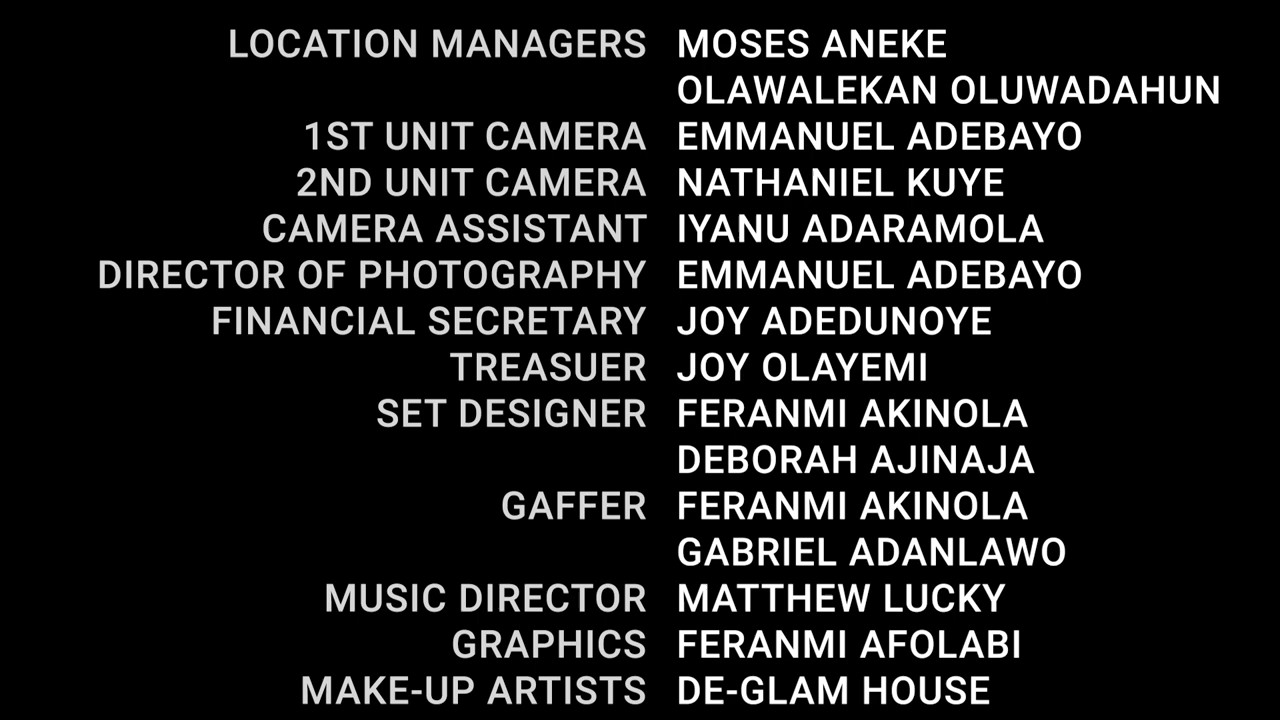 LOCATION MANAGERS MOSES ANEKE
OLAWALEKAN OLUWADAHUN
1ST UNIT CAMERA EMMANUEL ADEBAYO
2ND UNIT CAMERA NATHANIEL KUYE
CAMERA ASSISTANT IYANU ADARAMOLA
DIRECTOR OF PHOTOGRAPHY EMMANUEL ADEBAYO
FINANCIAL SECRETARY JOY ADEDUNOYE
TREASUER JOY OLAYEMI
SET DESIGNER FERANMI AKINOLA
DEBORAH AJINAJA
GAFFER FERANMI AKINOLA
GABRIEL ADANLAWO
MUSIC DIRECTOR MATTHEW LUCKY
GRAPHICS FERANMI AFOLABI
MAKE-UP ARTISTS DE-GLAM HOUSE